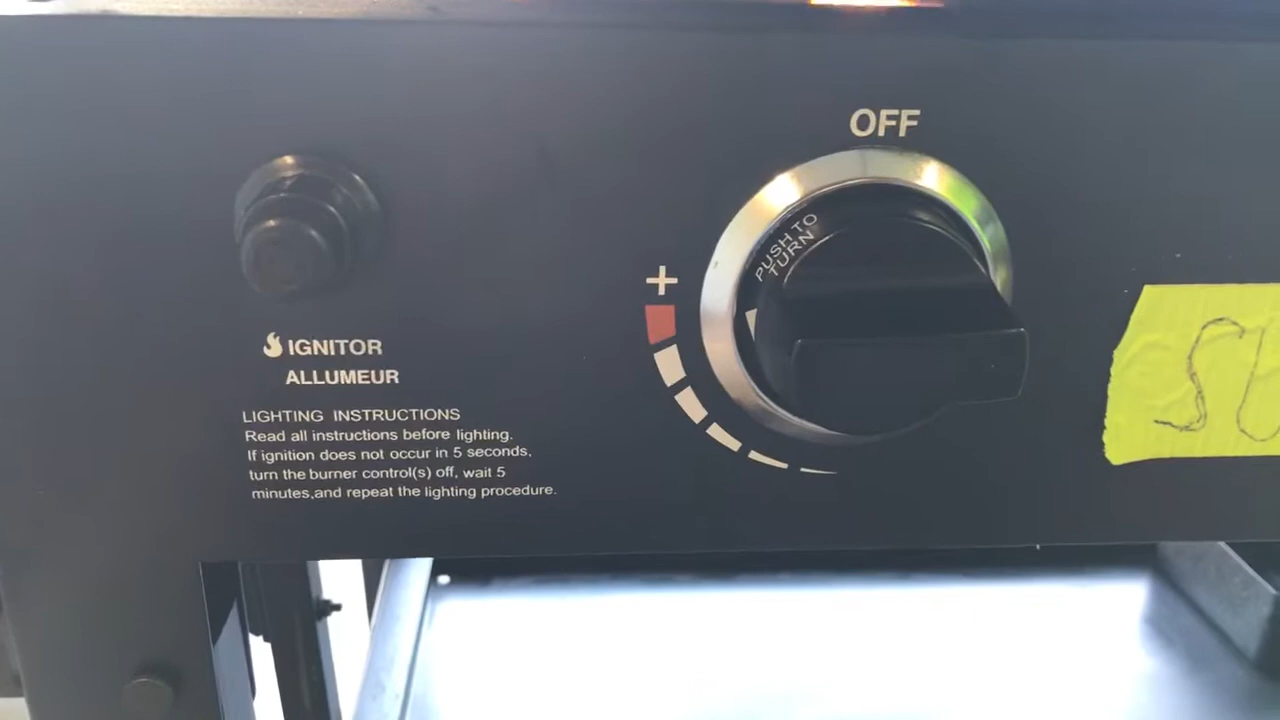 OFF
PUSH TO
TURN
+
IGNITOR
ALLUMEUR
LIGHTING INSTRUCTIONS
Read all instructions before lighting.
If ignition does not occur in 5 seconds,
turn the burner control(s) off, wait 5
minutes,and repeat the lighting procedure.